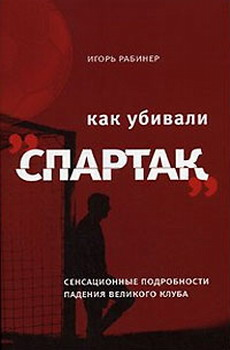 ИГОРЬ РАБИНЕР
как убивали
"СПАРТАК"
СЕНСАЦИОННЫЕ ПОДРОБНОСТИ
ПАДЕНИЯ ВЕЛИКОГО КЛУБА